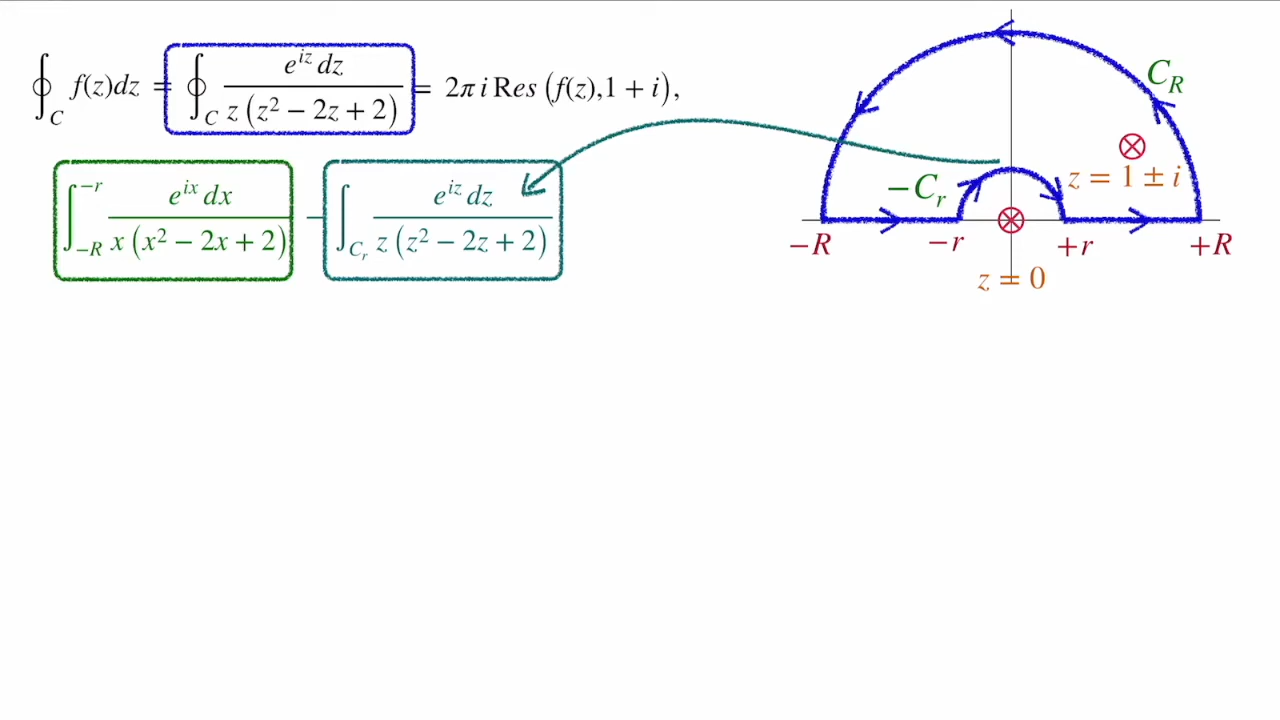 ∮_C f(z)dz = ∮_C e^{iz} dz / z(z² − 2z + 2) = 2π i Res (f(z),1 + i),
∫_{−R}^{−r} e^{ix} dx / x(x² − 2x + 2) − ∫_{C_r} e^{iz} dz / z(z² − 2z + 2)
C_R
z = 1 ± i
−C_r
−R
−r
+r
+R
z = 0